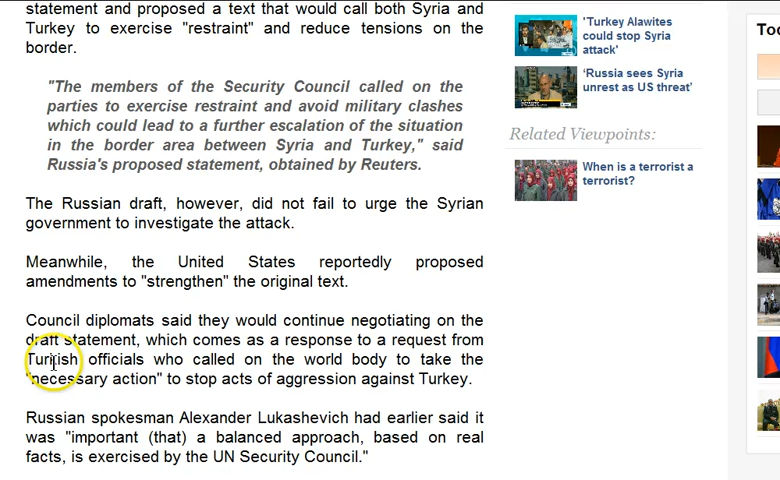 statement and proposed a text that would call both Syria and
Turkey to exercise "restraint" and reduce tensions on the
border.
"The members of the Security Council called on the
parties to exercise restraint and avoid military clashes
which could lead to a further escalation of the situation
in the border area between Syria and Turkey," said
Russia's proposed statement, obtained by Reuters.
The Russian draft, however, did not fail to urge the Syrian
government to investigate the attack.
Meanwhile, the United States reportedly proposed
amendments to "strengthen" the original text.
Council diplomats said they would continue negotiating on the
draft statement, which comes as a response to a request from
Turkish officials who called on the world body to take the
"necessary action" to stop acts of aggression against Turkey.
Russian spokesman Alexander Lukashevich had earlier said it
was "important (that) a balanced approach, based on real
facts, is exercised by the UN Security Council."
'Turkey Alawites
could stop Syria
attack'
'Russia sees Syria
unrest as US threat'
Related Viewpoints:
When is a terrorist a
terrorist?